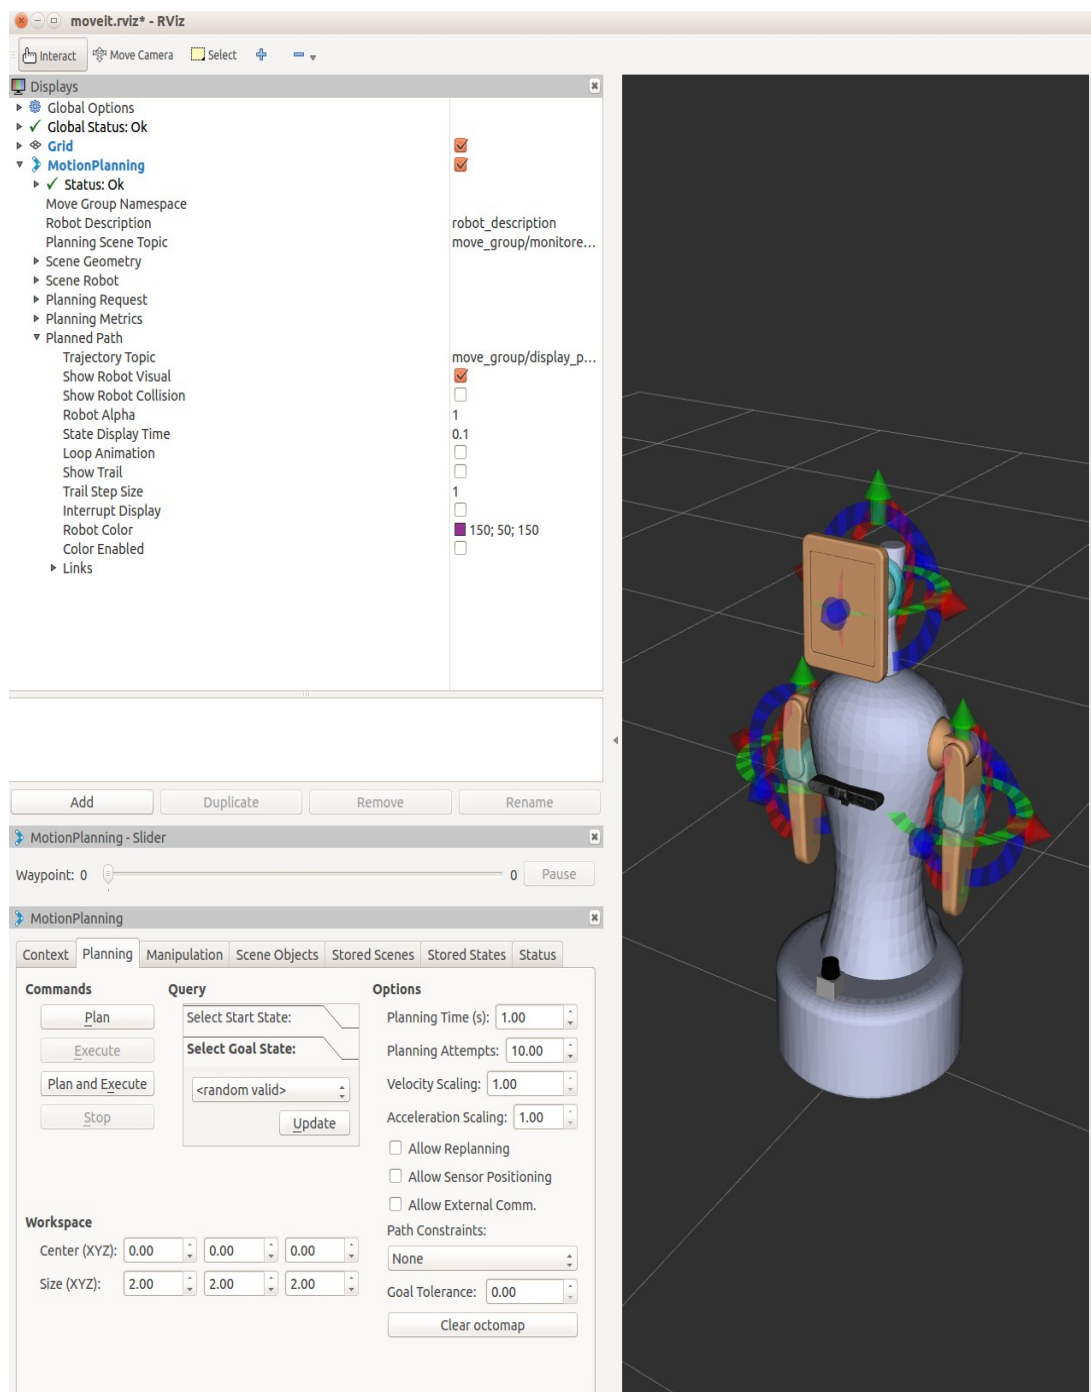 moveit.rviz* - RViz
Interact Move Camera Select
Displays
Global Options
Global Status: Ok
Grid
MotionPlanning
Status: Ok
Move Group Namespace
Robot Description robot_description
Planning Scene Topic move_group/monitore...
Scene Geometry
Scene Robot
Planning Request
Planning Metrics
Planned Path
Trajectory Topic move_group/display_p...
Show Robot Visual
Show Robot Collision
Robot Alpha 1
State Display Time 0.1
Loop Animation
Show Trail
Trail Step Size 1
Interrupt Display
Robot Color 150; 50; 150
Color Enabled
Links
Add Duplicate Remove Rename
MotionPlanning - Slider
Waypoint: 0 0 Pause
MotionPlanning
Context Planning Manipulation Scene Objects Stored Scenes Stored States Status
Commands Query Options
Plan Select Start State: Planning Time (s): 1.00
Execute Select Goal State: Planning Attempts: 10.00
Plan and Execute <random valid> Velocity Scaling: 1.00
Stop Update Acceleration Scaling: 1.00
Allow Replanning
Allow Sensor Positioning
Allow External Comm.
Workspace Path Constraints:
Center (XYZ): 0.00 0.00 0.00 None
Size (XYZ): 2.00 2.00 2.00 Goal Tolerance: 0.00
Clear octomap